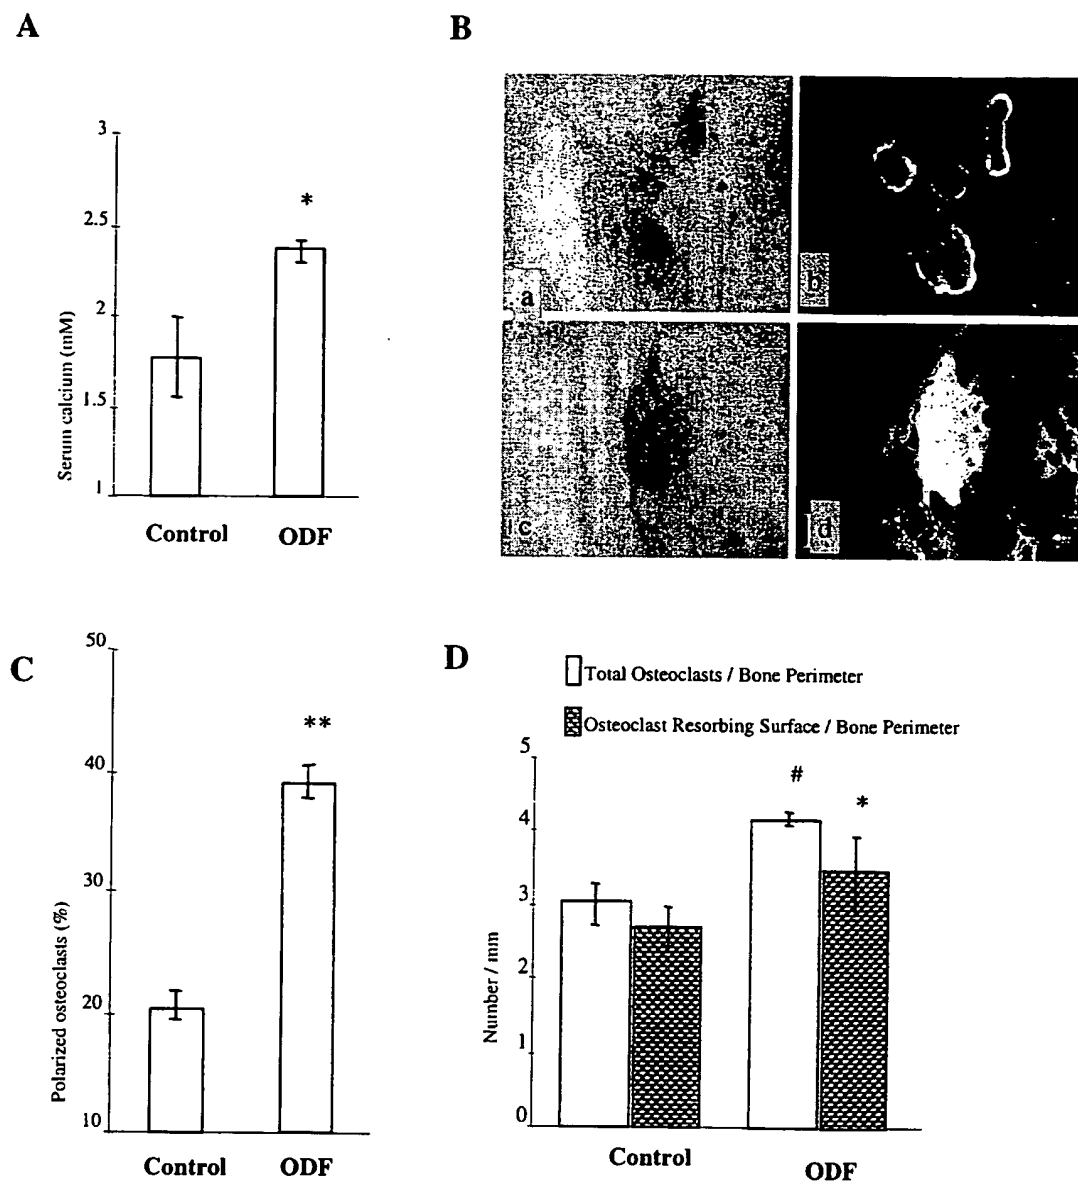 A
B
3
2.5
2
1.5
1
*
Serum calcium (mM)
Control
ODF
a
b
c
d
C
50
40
30
20
10
**
Polarized osteoclasts (%)
Control
ODF
D
Total Osteoclasts / Bone Perimeter
Osteoclast Resorbing Surface / Bone Perimeter
5
4
3
2
1
0
#
*
Number / mm
Control
ODF